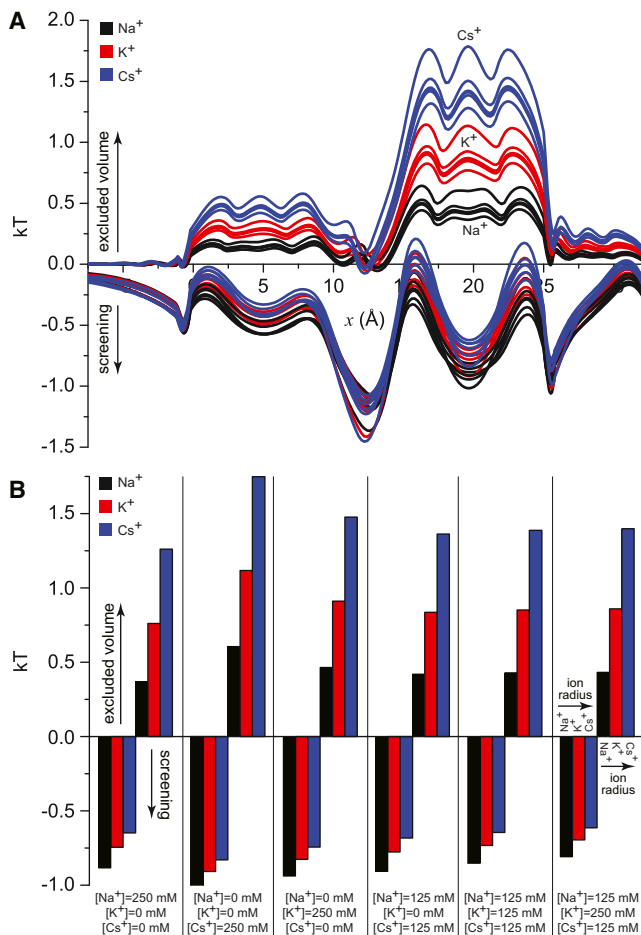 A
2.0
1.5
1.0
0.5
0.0
-0.5
-1.0
-1.5
kT
Na+
K+
Cs+
excluded volume
screening
Cs+
K+
Na+
0
5
10
20
25
x (Å)
B
1.5
1.0
0.5
0.0
-0.5
-1.0
kT
Na+
K+
Cs+
excluded volume
screening
ion
radius
Na+
K+
Cs+
Na+
K+
Cs+
ion
radius
[Na+]=250 mM [Na+]=0 mM [Na+]=0 mM [Na+]=125 mM [Na+]=125 mM [Na+]=125 mM
[K+]=0 mM [K+]=0 mM [K+]=250 mM [K+]=0 mM [K+]=125 mM [K+]=250 mM
[Cs+]=0 mM [Cs+]=250 mM [Cs+]=0 mM [Cs+]=125 mM [Cs+]=125 mM [Cs+]=125 mM